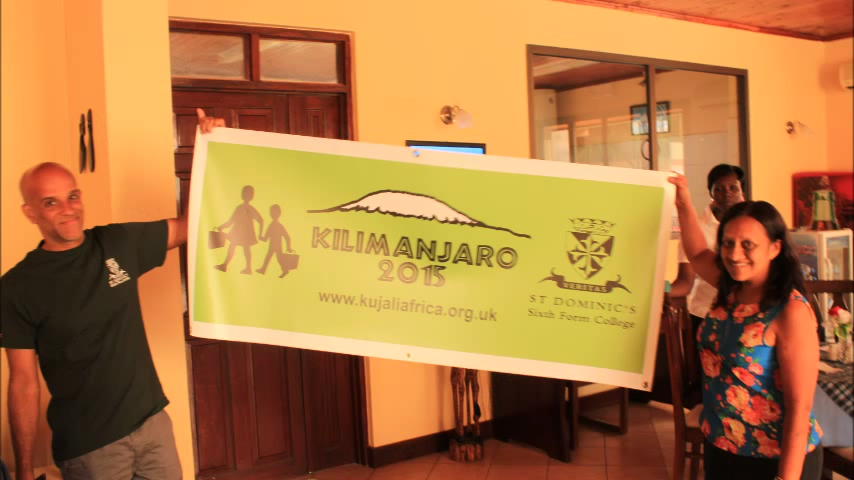 KILIMANJARO
2015
www.kujaliafrica.org.uk
VERITAS
ST DOMINIC'S
Sixth Form College